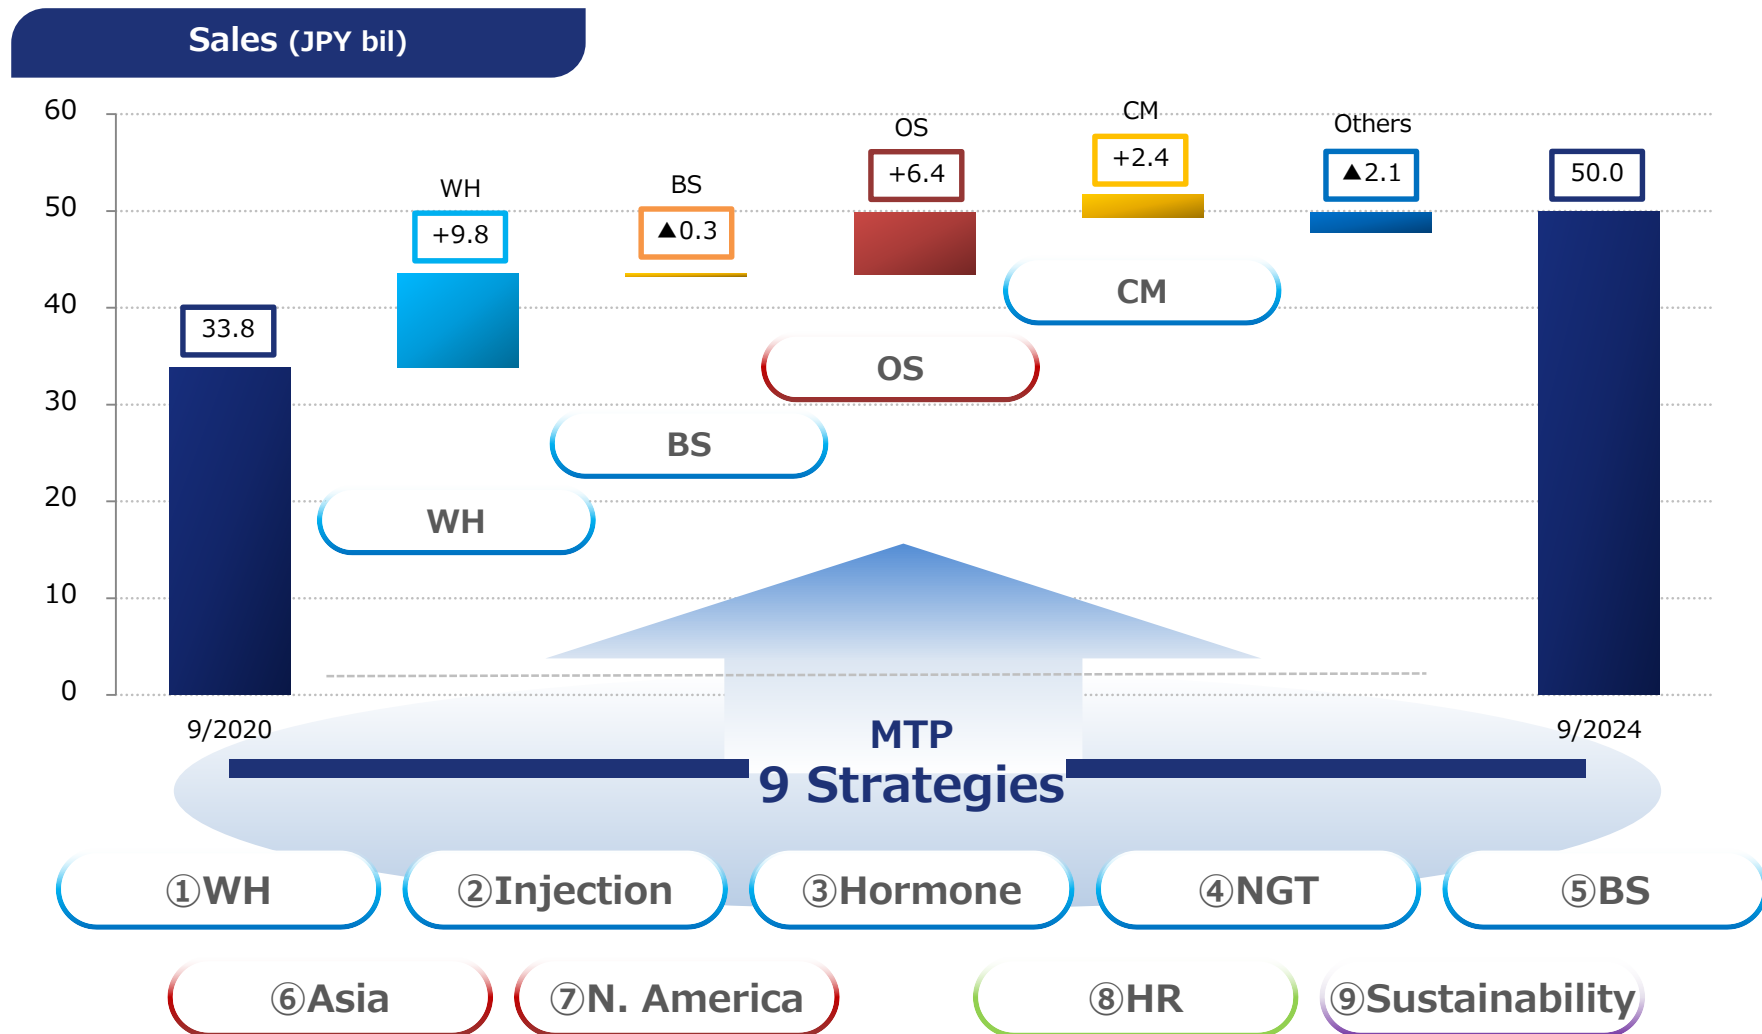 Sales (JPY bil)
60
50
40
30
20
10
0
33.8
9/2020
WH
+9.8
BS
▲0.3
OS
+6.4
CM
+2.4
Others
▲2.1
50.0
9/2024
CM
OS
BS
WH
MTP
9 Strategies
①WH
②Injection
③Hormone
④NGT
⑤BS
⑥Asia
⑦N. America
⑧HR
⑨Sustainability